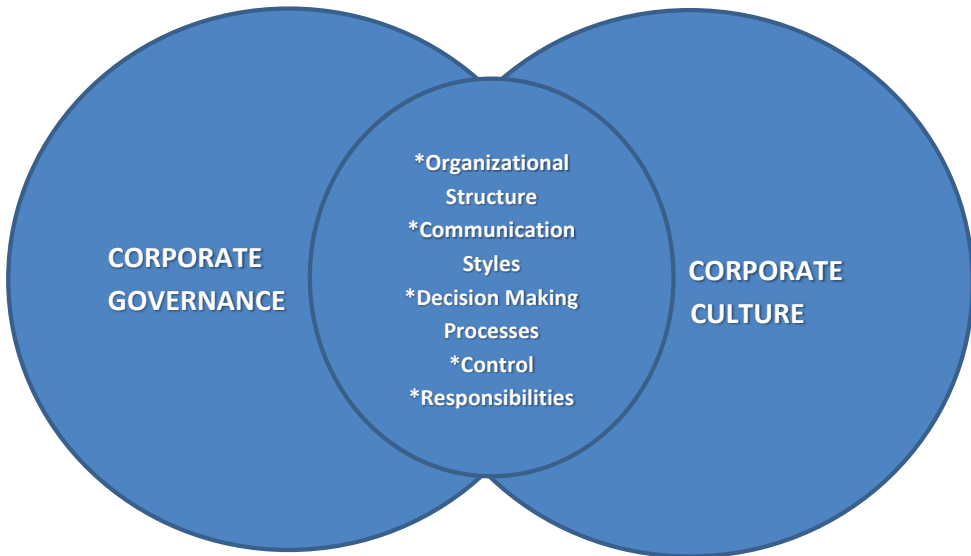 CORPORATE
GOVERNANCE
*Organizational
Structure
*Communication
Styles
*Decision Making
Processes
*Control
*Responsibilities
CORPORATE
CULTURE